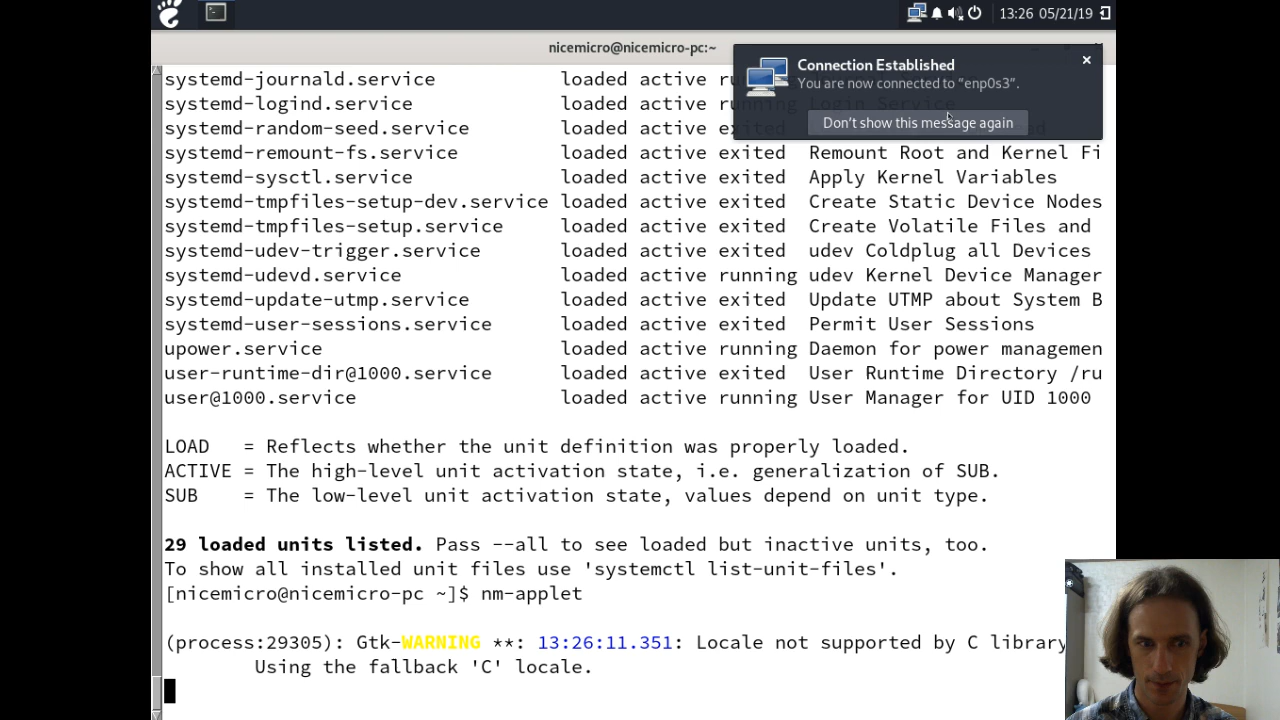 13:26 05/21/19
nicemicro@nicemicro-pc:~
Connection Established
You are now connected to “enp0s3”.
Don't show this message again
systemd-journald.service loaded active
systemd-logind.service loaded active running Login Service
systemd-random-seed.service loaded active exited
systemd-remount-fs.service loaded active exited Remount Root and Kernel Fi
systemd-sysctl.service loaded active exited Apply Kernel Variables
systemd-tmpfiles-setup-dev.service loaded active exited Create Static Device Nodes
systemd-tmpfiles-setup.service loaded active exited Create Volatile Files and
systemd-udev-trigger.service loaded active exited udev Coldplug all Devices
systemd-udevd.service loaded active running udev Kernel Device Manager
systemd-update-utmp.service loaded active exited Update UTMP about System B
systemd-user-sessions.service loaded active exited Permit User Sessions
upower.service loaded active running Daemon for power managemen
user-runtime-dir@1000.service loaded active exited User Runtime Directory /ru
user@1000.service loaded active running User Manager for UID 1000
LOAD = Reflects whether the unit definition was properly loaded.
ACTIVE = The high-level unit activation state, i.e. generalization of SUB.
SUB = The low-level unit activation state, values depend on unit type.
29 loaded units listed. Pass --all to see loaded but inactive units, too.
To show all installed unit files use 'systemctl list-unit-files'.
[nicemicro@nicemicro-pc ~]$ nm-applet
(process:29305): Gtk-WARNING **: 13:26:11.351: Locale not supported by C library
Using the fallback 'C' locale.